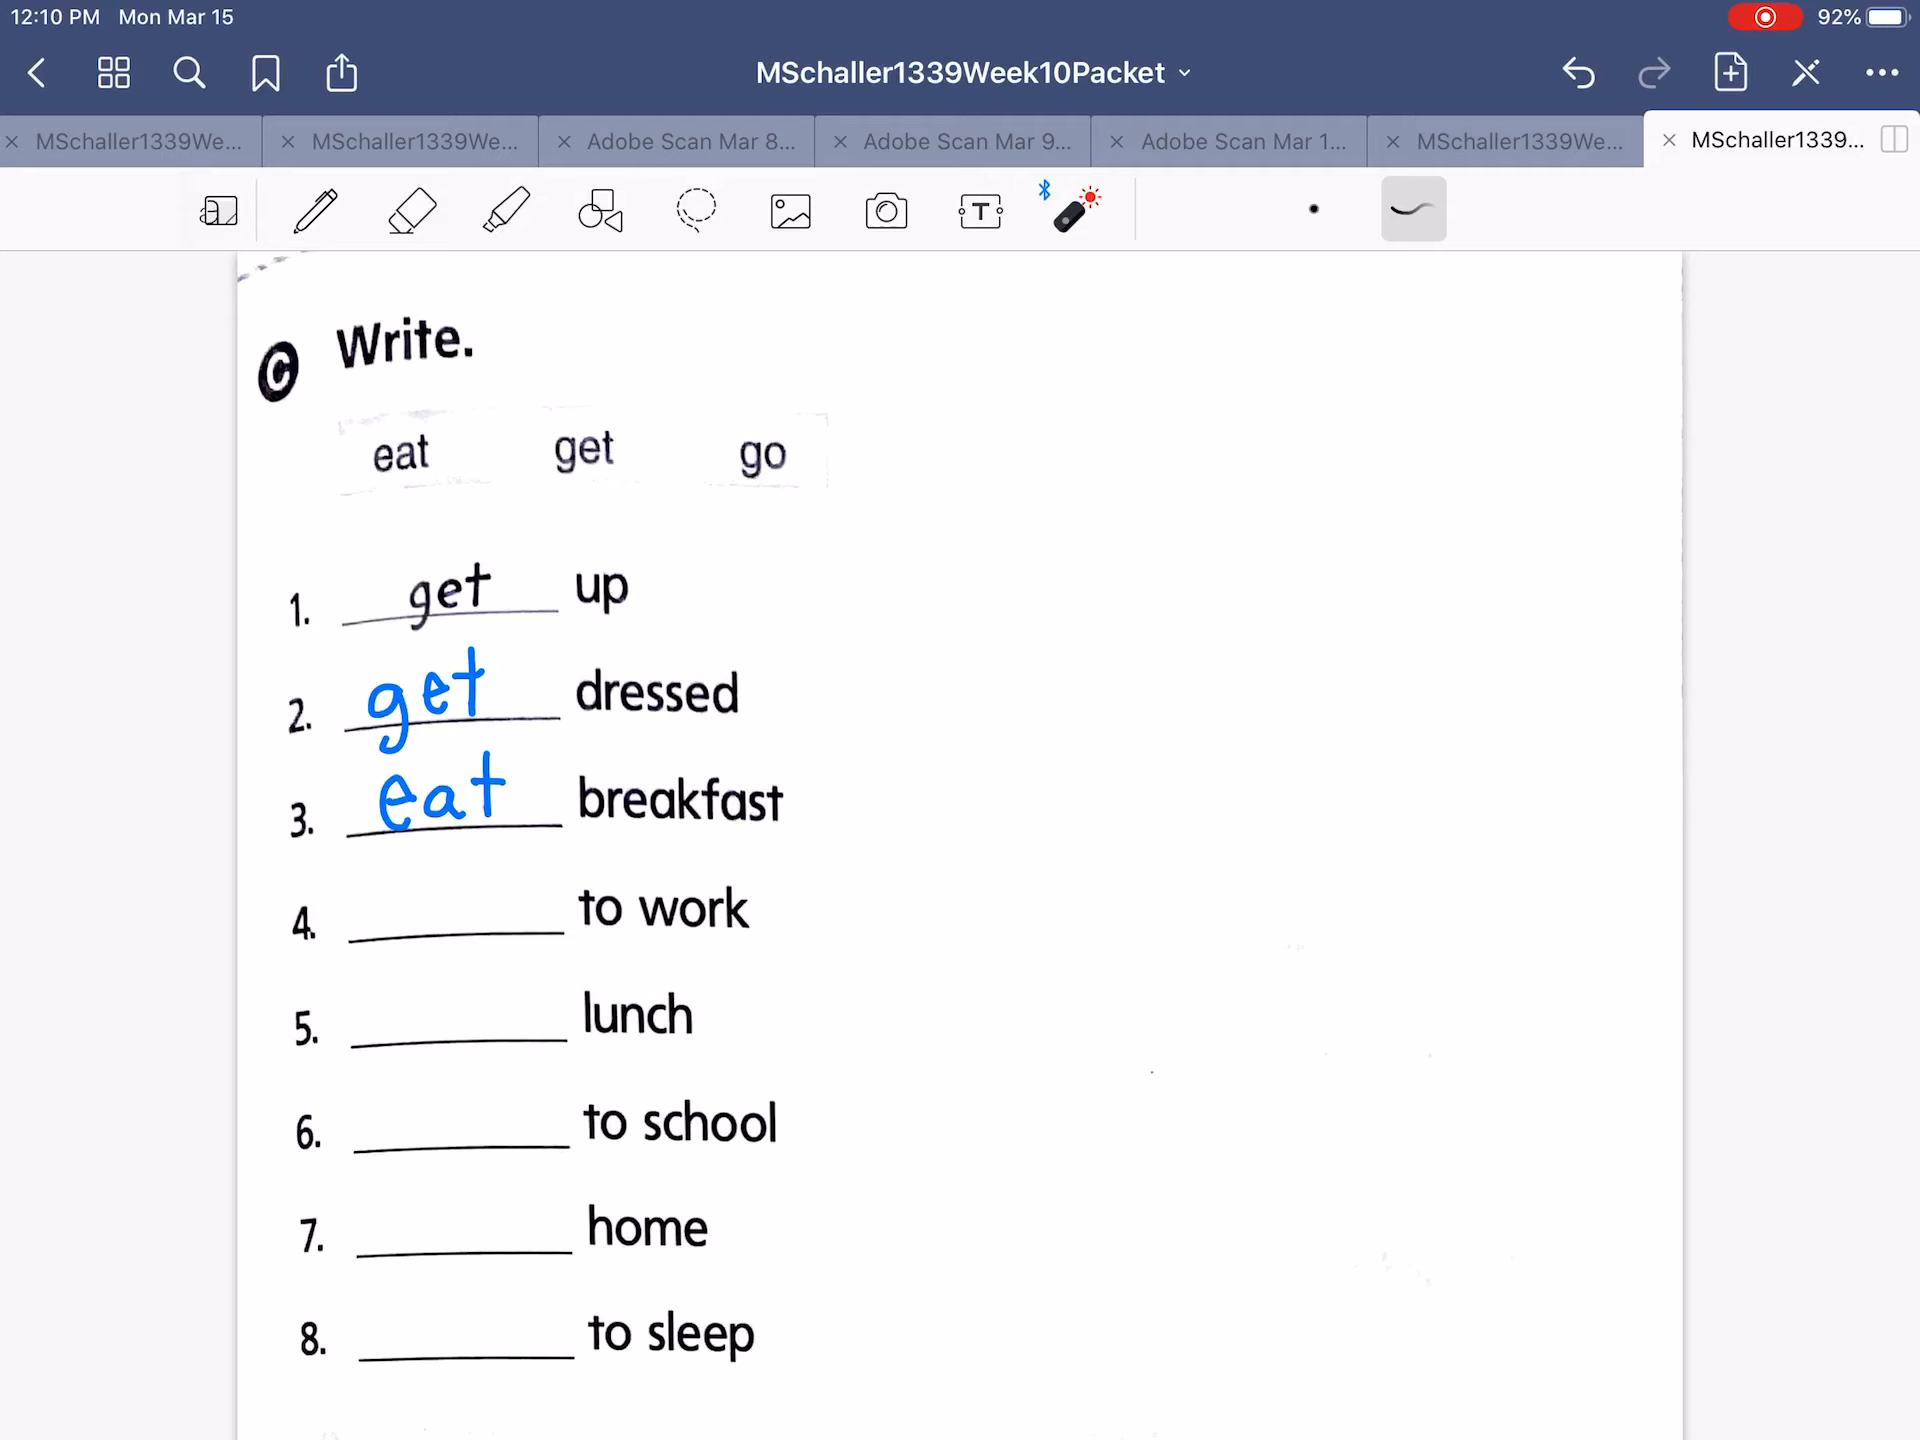 12:10 PM Mon Mar 15 92%
MSchaller1339Week10Packet
MSchaller1339We... MSchaller1339We... Adobe Scan Mar 8... Adobe Scan Mar 9... Adobe Scan Mar 1... MSchaller1339We... MSchaller1339...
C Write.
eat get go
1. get up
2. get dressed
3. eat breakfast
4. to work
5. lunch
6. to school
7. home
8. to sleep